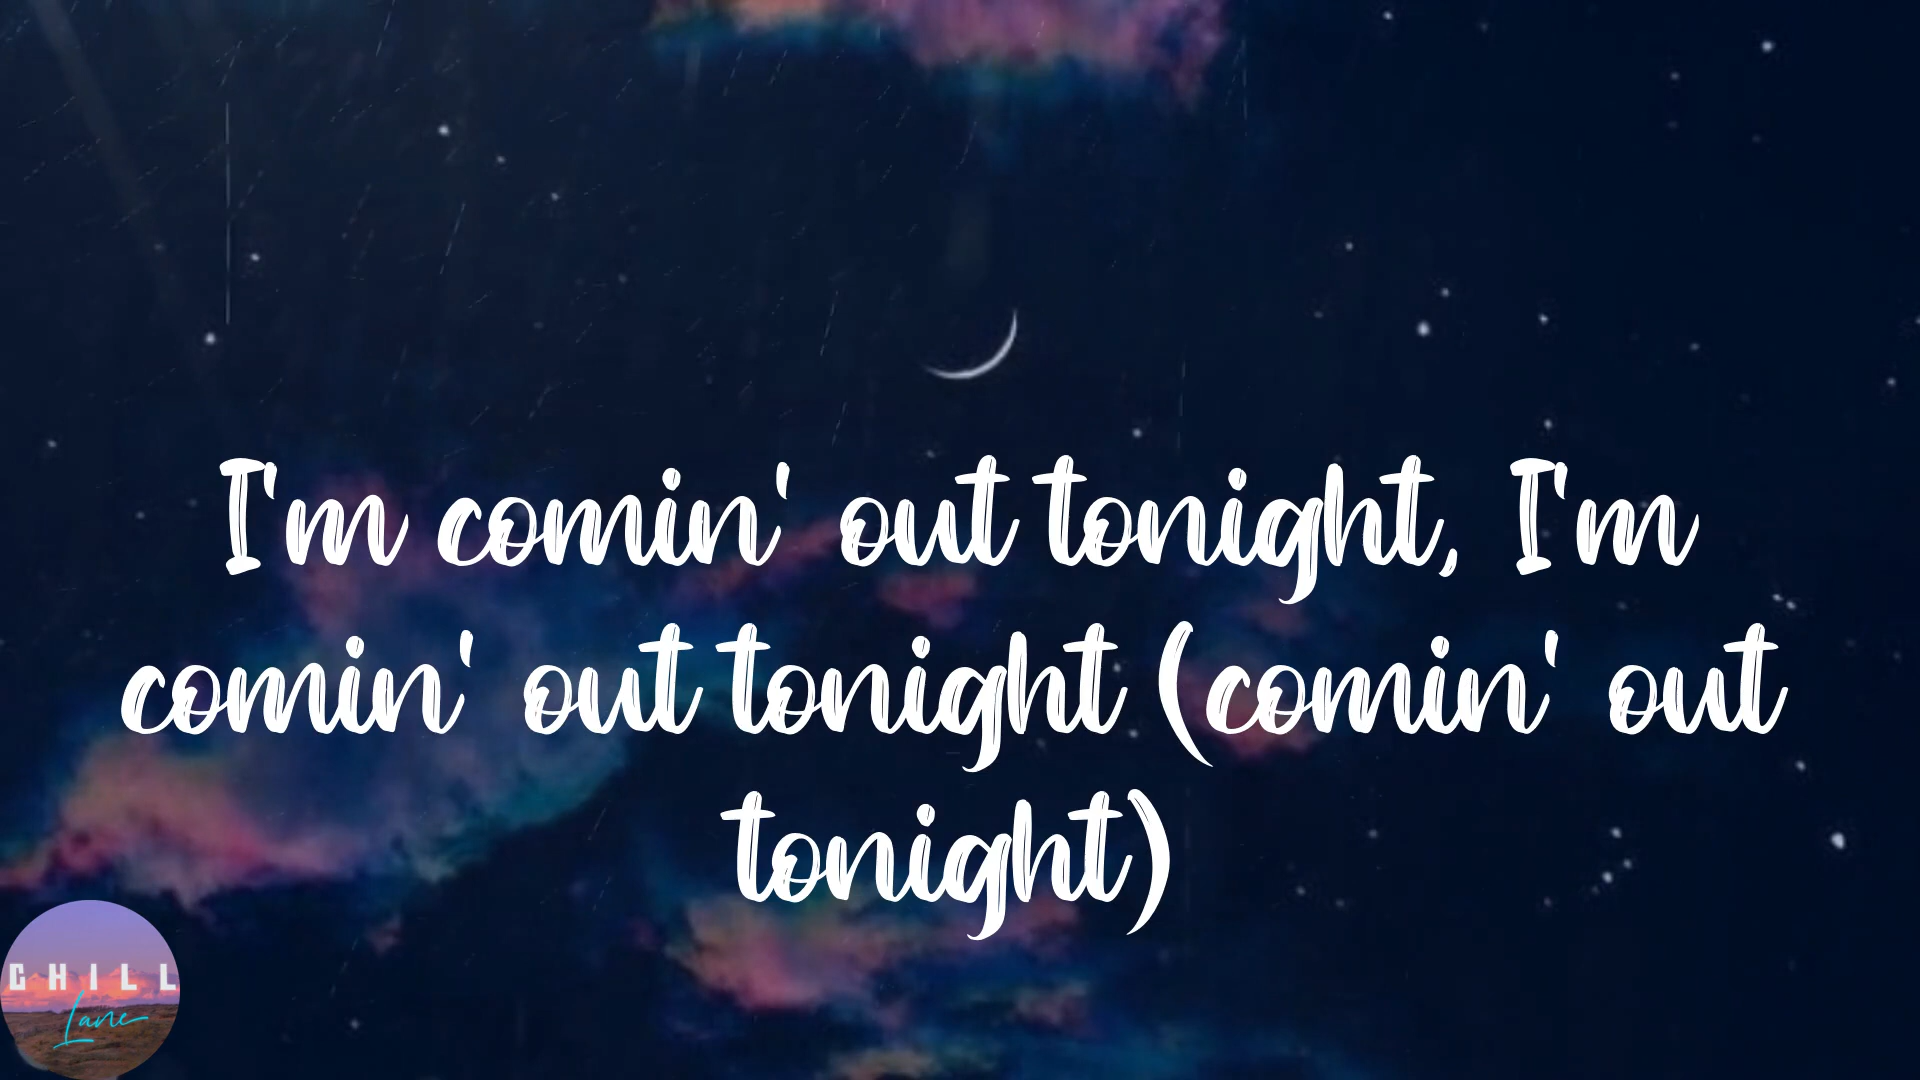 I'm comin' out tonight, I'm
comin' out tonight (comin' out
tonight)
CHILL
Lane